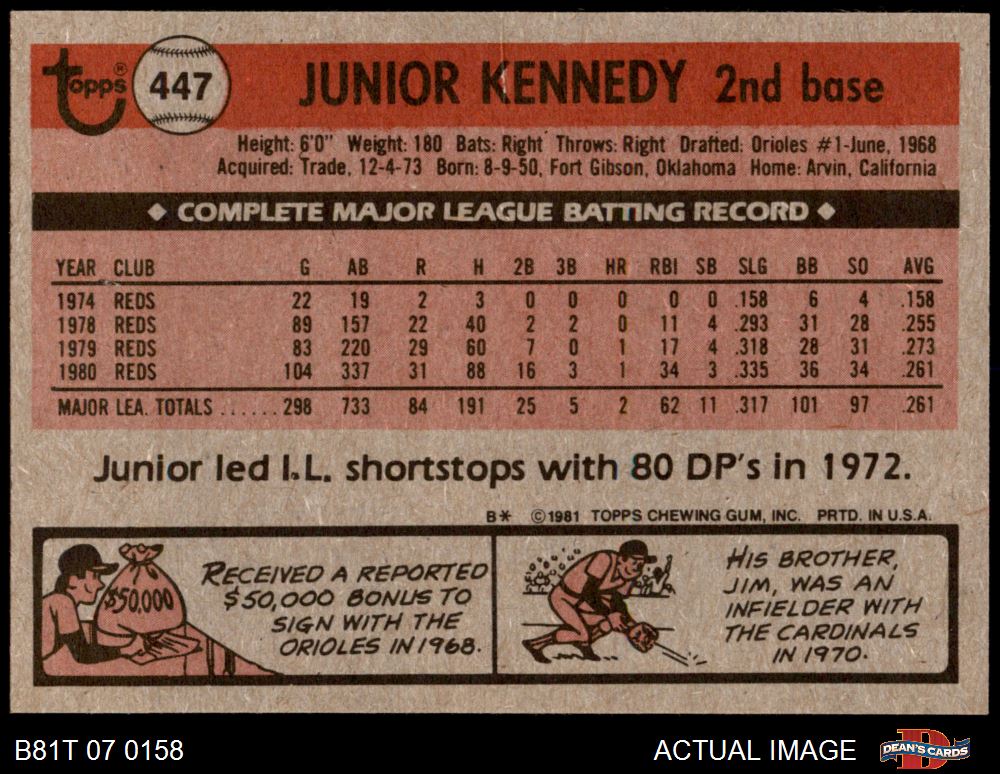 topps® 447 JUNIOR KENNEDY 2nd base
Height: 6'0" Weight: 180 Bats: Right Throws: Right Drafted: Orioles #1-June, 1968
Acquired: Trade, 12-4-73 Born: 8-9-50, Fort Gibson, Oklahoma Home: Arvin, California
◆ COMPLETE MAJOR LEAGUE BATTING RECORD ◆
YEAR CLUB G AB R H 2B 3B HR RBI SB SLG BB SO AVG
1974 REDS 22 19 2 3 0 0 0 0 0 .158 6 4 .158
1978 REDS 89 157 22 40 2 2 0 11 4 .293 31 28 .255
1979 REDS 83 220 29 60 7 0 1 17 4 .318 28 31 .273
1980 REDS 104 337 31 88 16 3 1 34 3 .335 36 34 .261
MAJOR LEA. TOTALS ...... 298 733 84 191 25 5 2 62 11 .317 101 97 .261
Junior led I.L. shortstops with 80 DP's in 1972.
B* ©1981 TOPPS CHEWING GUM, INC. PRTD. IN U.S.A.
$50,000
RECEIVED A REPORTED
$50,000 BONUS TO
SIGN WITH THE
ORIOLES IN 1968.
HIS BROTHER,
JIM, WAS AN
INFIELDER WITH
THE CARDINALS
IN 1970.
B81T 07 0158 ACTUAL IMAGE DEAN'S CARDS